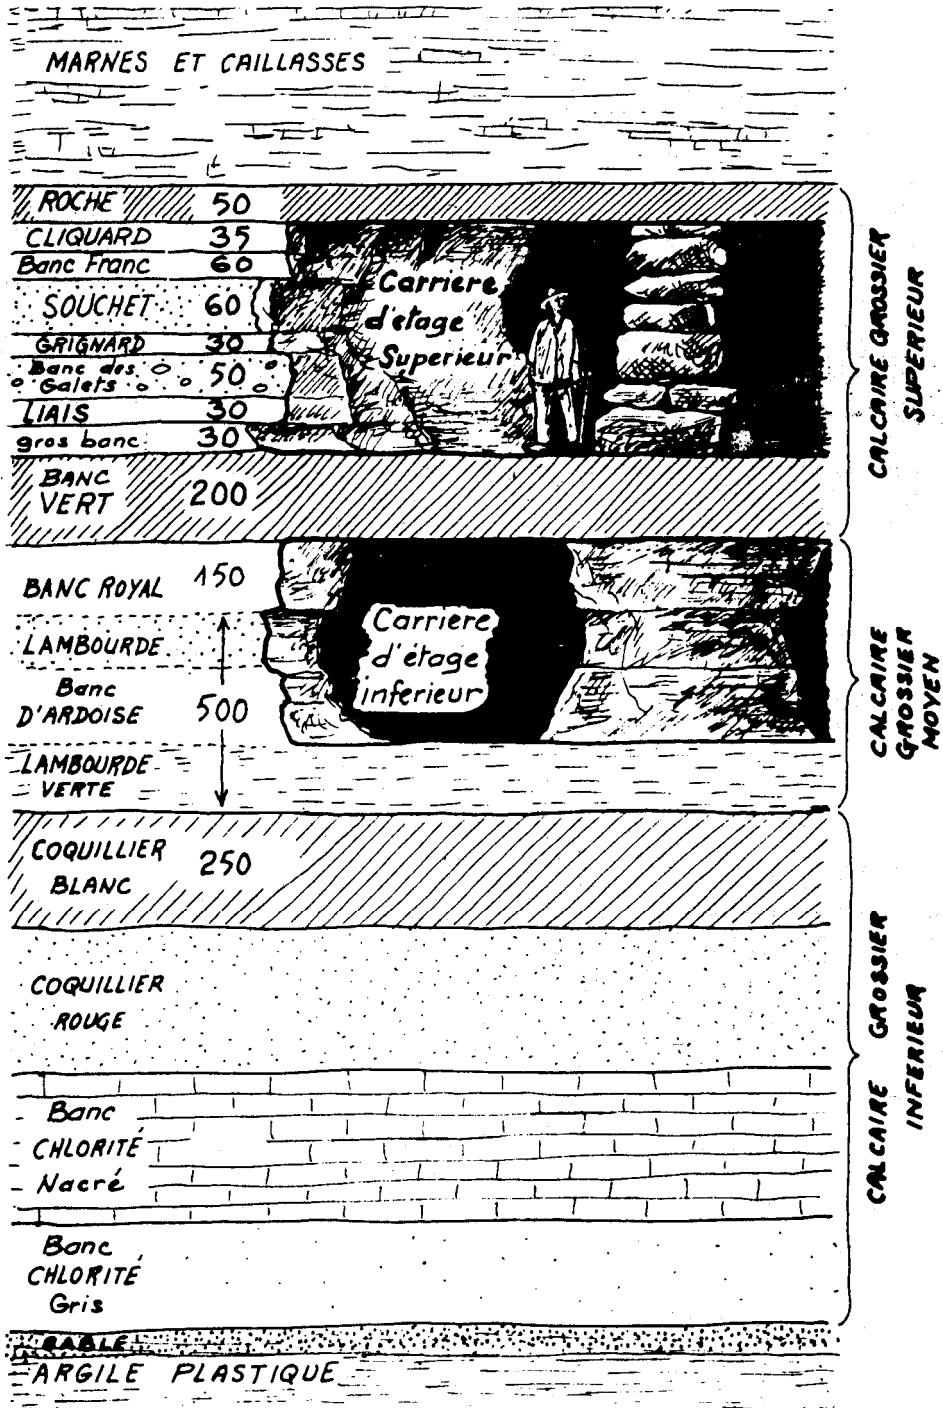 MARNES ET CAILLASSES
ROCHE 50
CLIQUARD 35
Banc Franc 60
SOUCHET 60
GRIGNARD 30
Banc des
Galets 50
LIAIS 30
gros banc 30
Carriere
d'etage
Superieur
CALCAIRE GROSSIER
SUPERIEUR
BANC
VERT 200
BANC ROYAL 150
LAMBOURDE
Banc
D'ARDOISE 500
LAMBOURDE
VERTE
Carriere
d'étage
inferieur
CALCAIRE
GROSSIER
MOYEN
COQUILLIER 250
BLANC
COQUILLIER
ROUGE
Banc
CHLORITÉ
Nacré
Banc
CHLORITÉ
Gris
CALCAIRE GROSSIER
INFERIEUR
SABLE
ARGILE PLASTIQUE